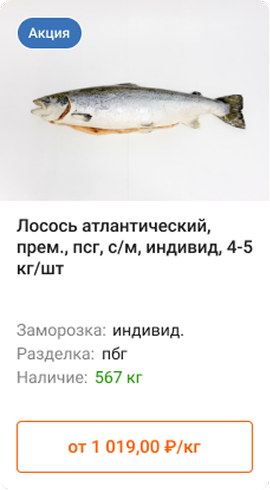 Акция
Лосось атлантический,
прем., псг, с/м, индивид, 4-5
кг/шт
Заморозка: индивид.
Разделка: пбг
Наличие: 567 кг
от 1 019,00 ₽/кг